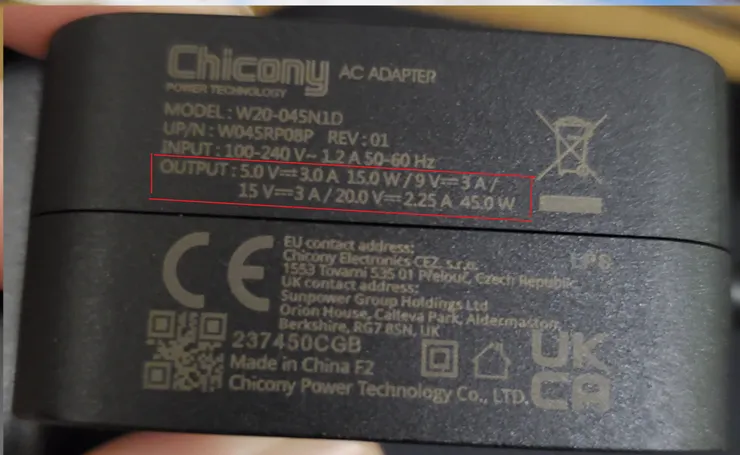 Chicony AC ADAPTER
POWER TECHNOLOGY
MODEL : W20-045N1D
UP/N : W045RP08P REV : 01
INPUT : 100-240 V~ 1.2 A 50-60 Hz
OUTPUT : 5.0 V⎓3.0 A 15.0 W / 9 V⎓3 A /
15 V⎓3 A / 20.0 V⎓2.25 A 45.0 W
CE
EU contact address:
Chicony Electronics CEZ, s.r.o.
1553 Tovarni 535 01 Přelouč, Czech Republic
UK contact address:
Sunpower Group Holdings Ltd
Orion House, Calleva Park, Aldermaston,
Berkshire, RG7 8SN, UK
LPS
237450CGB
Made in China F2
Chicony Power Technology Co., LTD.
UK
CA